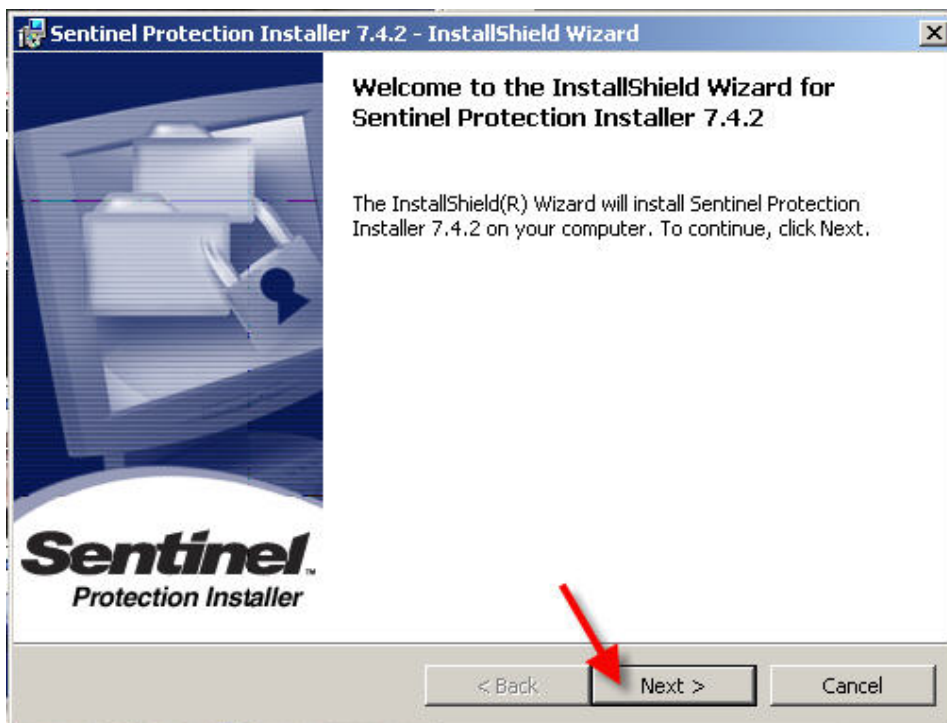 Sentinel Protection Installer 7.4.2 - InstallShield Wizard
Welcome to the InstallShield Wizard for
Sentinel Protection Installer 7.4.2
The InstallShield(R) Wizard will install Sentinel Protection
Installer 7.4.2 on your computer. To continue, click Next.
Sentinel™
Protection Installer
< Back
Next >
Cancel